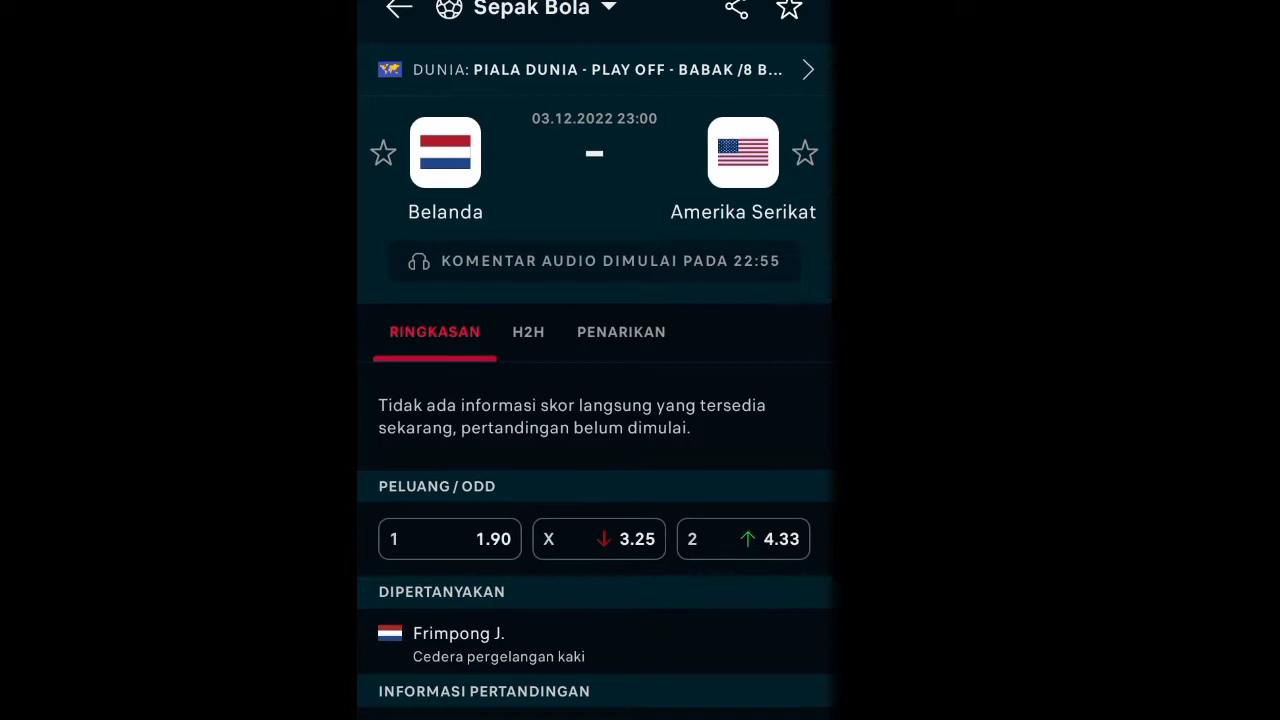 Sepak Bola
DUNIA: PIALA DUNIA - PLAY OFF - BABAK /8 B...
03.12.2022 23:00
-
Belanda
Amerika Serikat
KOMENTAR AUDIO DIMULAI PADA 22:55
RINGKASAN H2H PENARIKAN
Tidak ada informasi skor langsung yang tersedia
sekarang, pertandingan belum dimulai.
PELUANG / ODD
1 1.90 X 3.25 2 4.33
DIPERTANYAKAN
Frimpong J.
Cedera pergelangan kaki
INFORMASI PERTANDINGAN